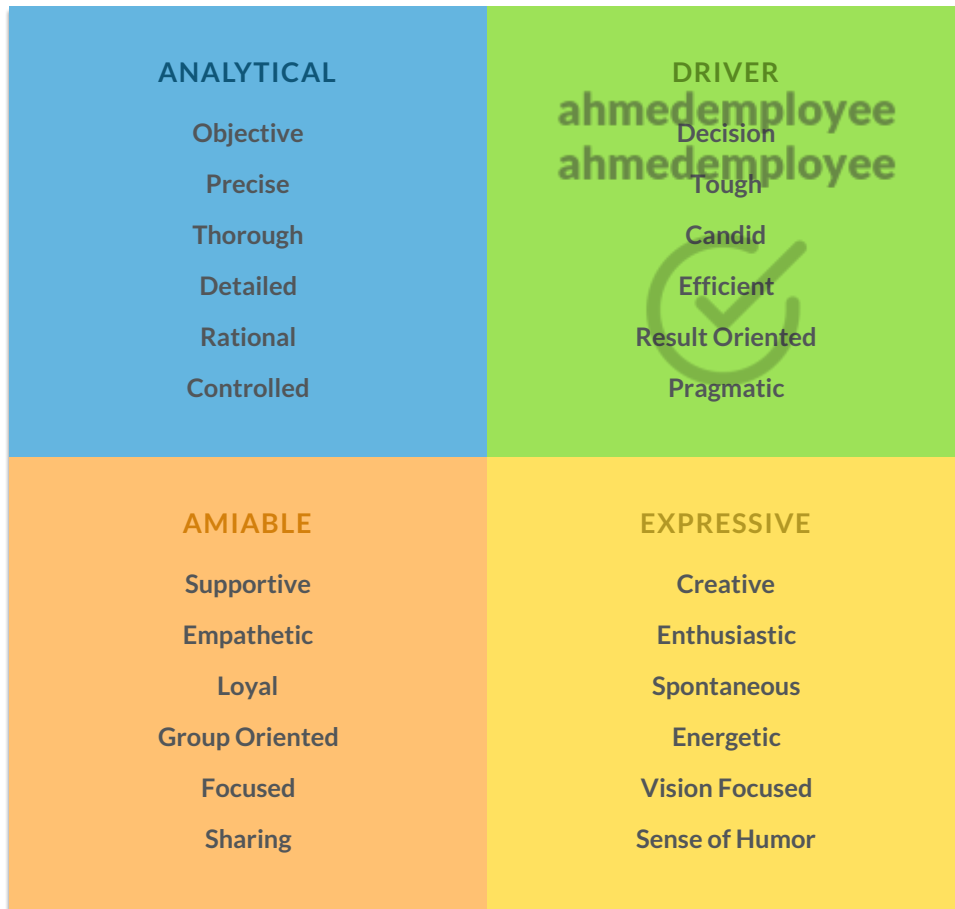 ANALYTICAL
Objective
Precise
Thorough
Detailed
Rational
Controlled
DRIVER
ahmedemployee
Decision
ahmedemployee
Tough
Candid
Efficient
Result Oriented
Pragmatic
AMIABLE
Supportive
Empathetic
Loyal
Group Oriented
Focused
Sharing
EXPRESSIVE
Creative
Enthusiastic
Spontaneous
Energetic
Vision Focused
Sense of Humor